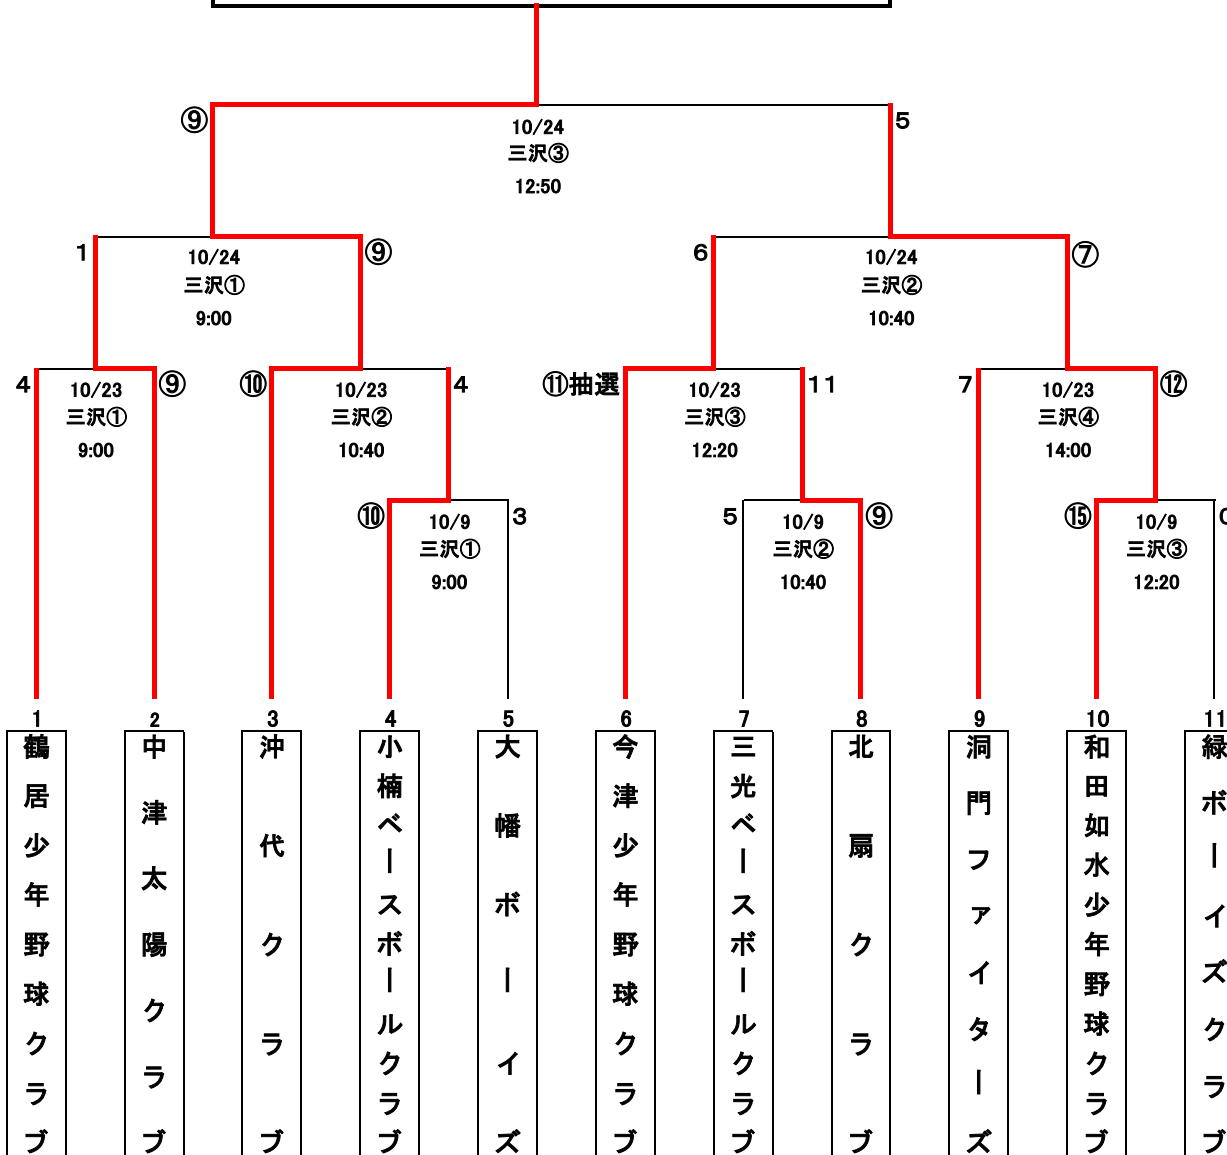 ⑨ 5
10/24
三沢③
12:50
1 ⑨ 6 ⑦
10/24 10/24
三沢① 三沢②
9:00 10:40
4 ⑨ ⑩ 4 ⑪抽選 11 7 ⑫
10/23 10/23 10/23 10/23
三沢① 三沢② 三沢③ 三沢④
9:00 10:40 12:20 14:00
⑩ 3 5 ⑨ ⑮ 0
10/9 10/9 10/9
三沢① 三沢② 三沢③
9:00 10:40 12:20
1 2 3 4 5 6 7 8 9 10 11
鶴居少年野球クラブ
中津太陽クラブ
沖代クラブ
小楠ベースボールクラブ
大幡ボーイズ
今津少年野球クラブ
三光ベースボールクラブ
北扇クラブ
洞門ファイターズ
和田如水少年野球クラブ
緑ボーイズクラブ